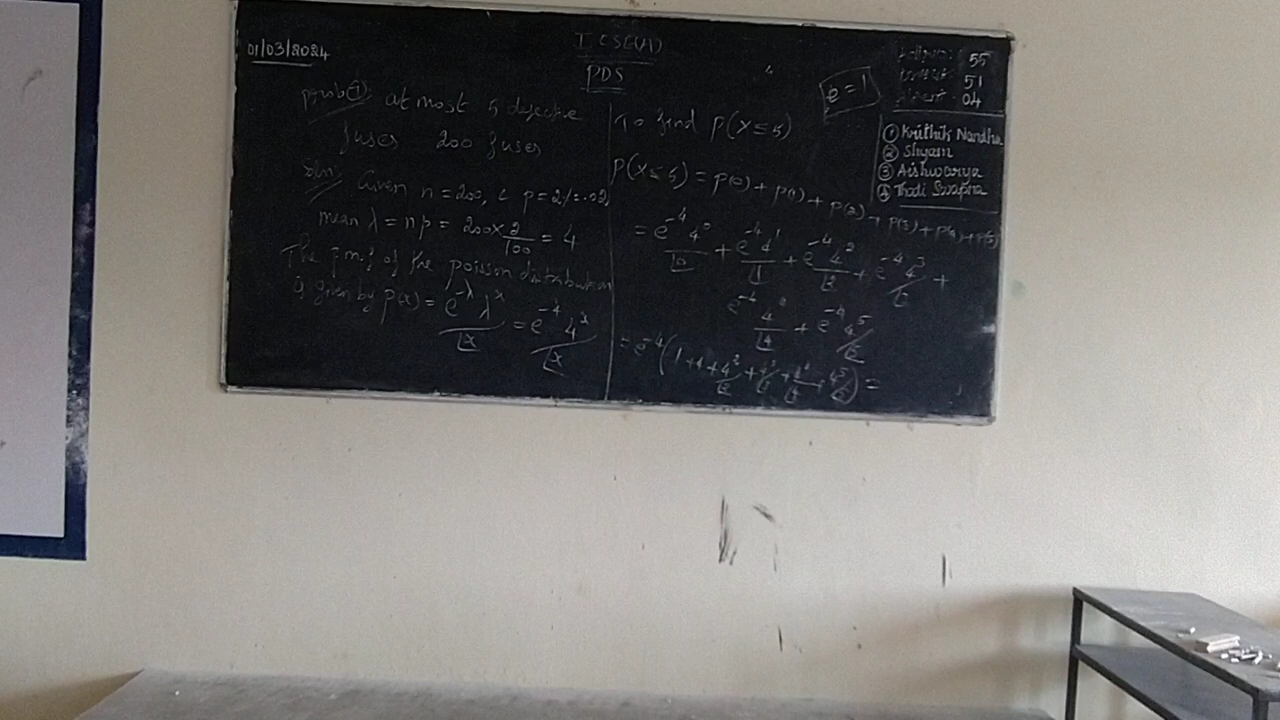 01/03/2024
I CSE(A)
PDS
prob(1): at most 5 defective
fuses 200 fuses
Soln: Given n = 200, & p = 2% = .02
mean λ = np = 200 × 2/100 = 4
The p.m.f of the poisson distribution
is given by p(x) = e^-λ λ^x / ⌊x = e^-4 4^x / ⌊x
e = 1
To find P(X ≤ 5)
P(X ≤ 5) = P(0) + P(1) + P(2) + P(3) + P(4) + P(5)
= e^-4 4^0 / ⌊0 + e^-4 4^1 / ⌊1 + e^-4 4^2 / ⌊2 + e^-4 4^3 / ⌊3 +
e^-4 4^4 / ⌊4 + e^-4 4^5 / ⌊5
= e^-4 (1 + 4 + 4^2 / ⌊2 + 4^3 / ⌊3 + 4^4 / ⌊4 + 4^5 / ⌊5) =
55
51
04
① Krithik Nandha
② Shyam
③ Aishwarya
④ Thadi Swapna